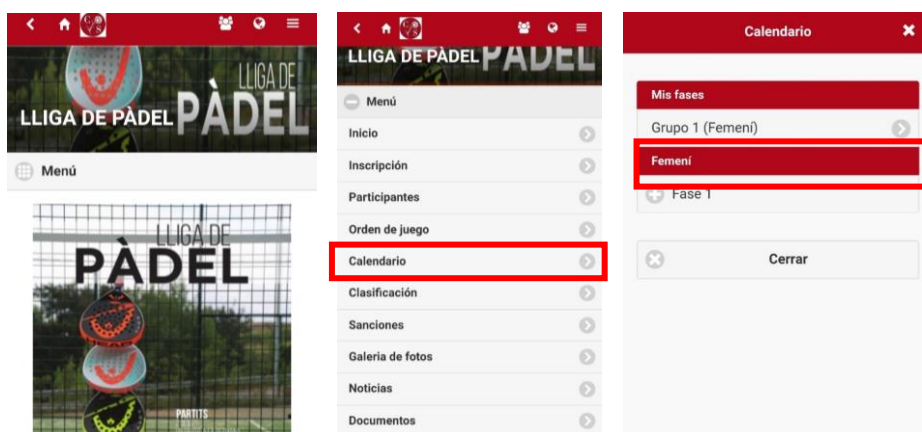 LLIGA DE
PÀDEL
LLIGA DE PÀDEL
Menú
LLIGA DE
PÀDEL
HEAD
PARTITS
LLIGA DE PÀDEL
PÀDEL
Menú
Inicio
Inscripción
Participantes
Orden de juego
Calendario
Clasificación
Sanciones
Galeria de fotos
Noticias
Documentos
Calendario
Mis fases
Grupo 1 (Femení)
Femení
Fase 1
Cerrar